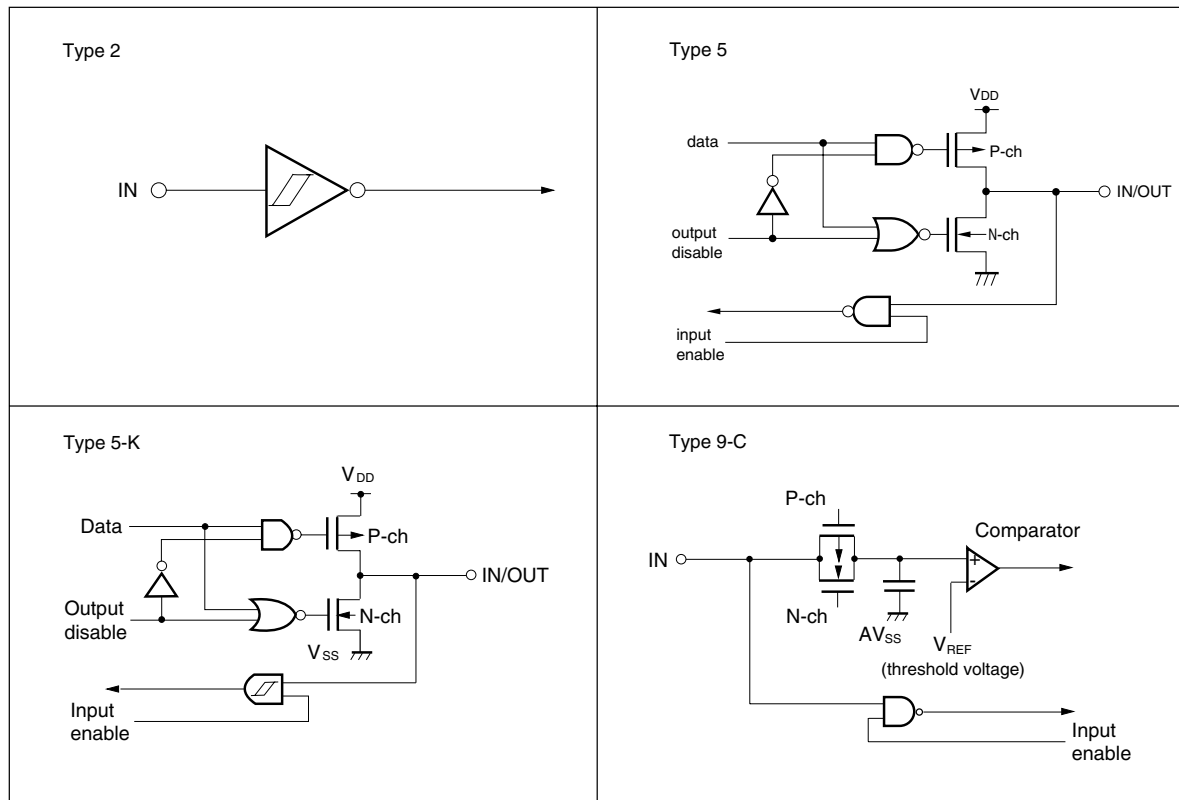 Type 2
IN
Type 5
VDD
data
P-ch
IN/OUT
output
disable
N-ch
input
enable
Type 5-K
VDD
Data
P-ch
IN/OUT
Output
disable
N-ch
VSS
Input
enable
Type 9-C
P-ch
Comparator
IN
+
-
N-ch
AVSS
VREF
(threshold voltage)
Input
enable